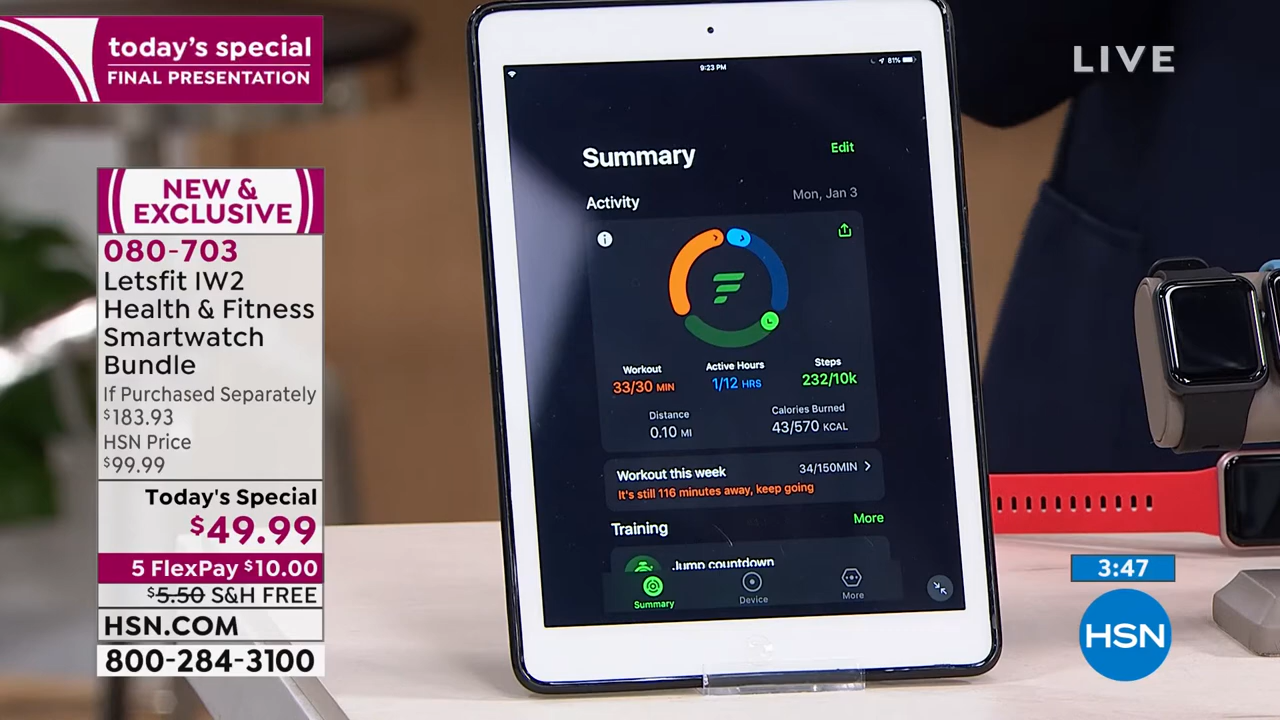 today's special
FINAL PRESENTATION
LIVE
NEW &
EXCLUSIVE
080-703
Letsfit IW2
Health & Fitness
Smartwatch
Bundle
If Purchased Separately
$183.93
HSN Price
$99.99
Today's Special
$49.99
5 FlexPay $10.00
$5.50 S&H FREE
HSN.COM
800-284-3100
9:23 PM
81%
Summary
Edit
Activity
Mon, Jan 3
Workout
33/30 MIN
Active Hours
1/12 HRS
Steps
232/10k
Distance
0.10 MI
Calories Burned
43/570 KCAL
Workout this week
34/150MIN
It's still 116 minutes away, keep going
Training
More
Jump countdown
Summary
Device
More
3:47
HSN